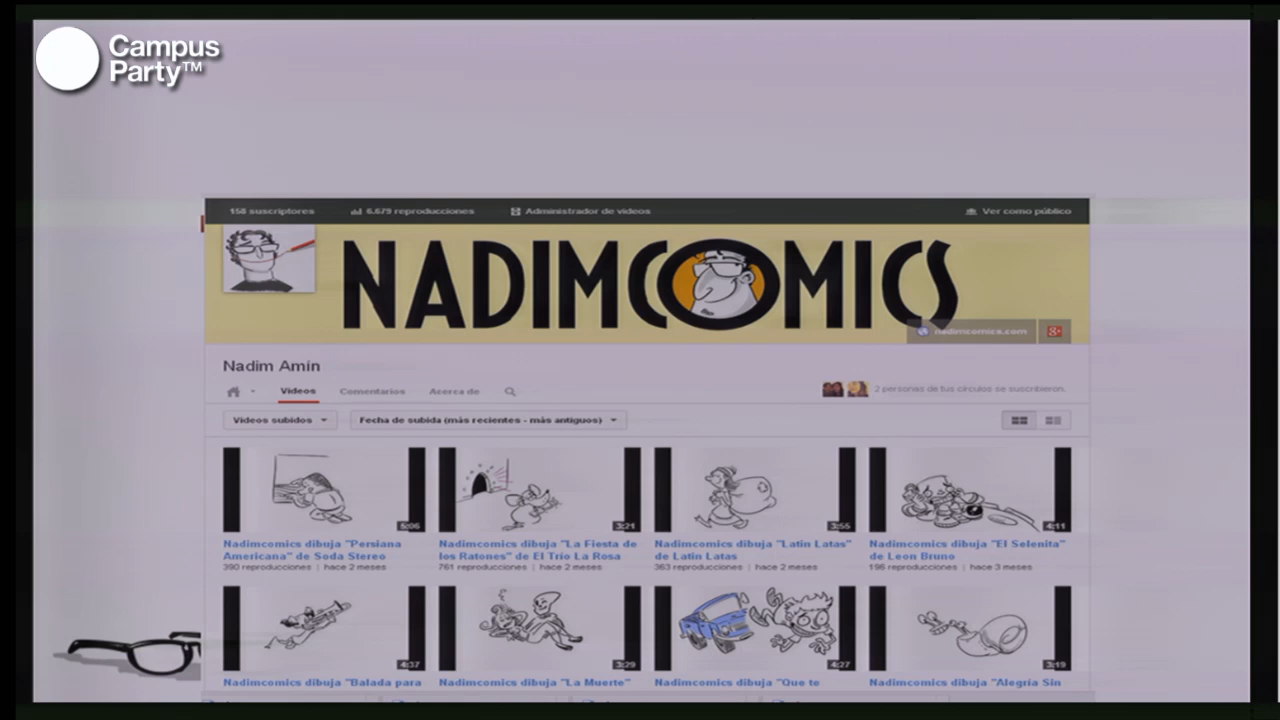 Campus
Party™
158 suscriptores
6.679 reproducciones
Administrador de videos
Ver como público
NADIMCOMICS
nadimcomics.com
Nadim Amín
Videos
Comentarios
Acerca de
2 personas de tus círculos se suscribieron.
Videos subidos
Fecha de subida (más recientes - más antiguos)
5:06
3:21
3:55
4:11
Nadimcomics dibuja "Persiana
Americana" de Soda Stereo
390 reproducciones | hace 2 meses
Nadimcomics dibuja "La Fiesta de
los Ratones" de El Trío La Rosa
761 reproducciones | hace 2 meses
Nadimcomics dibuja "Latin Latas"
de Latin Latas
363 reproducciones | hace 2 meses
Nadimcomics dibuja "El Selenita"
de Leon Bruno
196 reproducciones | hace 3 meses
4:37
3:29
4:27
3:19
Nadimcomics dibuja "Balada para
Nadimcomics dibuja "La Muerte"
Nadimcomics dibuja "Que te
Nadimcomics dibuja "Alegría Sin